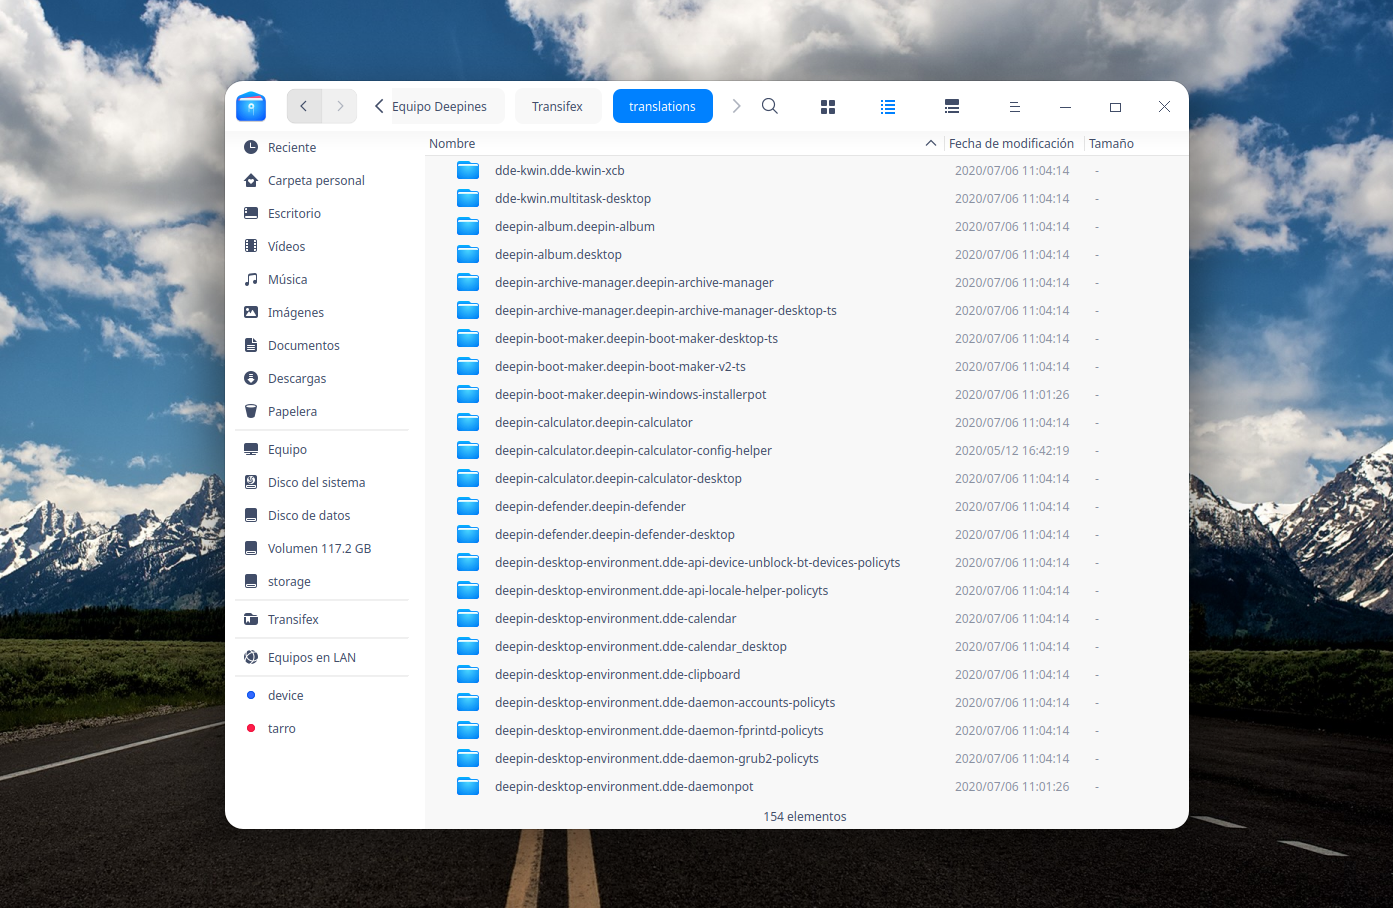 Equipo Deepines Transifex translations
Nombre Fecha de modificación Tamaño
Reciente
Carpeta personal
Escritorio
Vídeos
Música
Imágenes
Documentos
Descargas
Papelera
Equipo
Disco del sistema
Disco de datos
Volumen 117.2 GB
storage
Transifex
Equipos en LAN
device
tarro
dde-kwin.dde-kwin-xcb 2020/07/06 11:04:14 -
dde-kwin.multitask-desktop 2020/07/06 11:04:14 -
deepin-album.deepin-album 2020/07/06 11:04:14 -
deepin-album.desktop 2020/07/06 11:04:14 -
deepin-archive-manager.deepin-archive-manager 2020/07/06 11:04:14 -
deepin-archive-manager.deepin-archive-manager-desktop-ts 2020/07/06 11:04:14 -
deepin-boot-maker.deepin-boot-maker-desktop-ts 2020/07/06 11:04:14 -
deepin-boot-maker.deepin-boot-maker-v2-ts 2020/07/06 11:04:14 -
deepin-boot-maker.deepin-windows-installerpot 2020/07/06 11:01:26 -
deepin-calculator.deepin-calculator 2020/07/06 11:04:14 -
deepin-calculator.deepin-calculator-config-helper 2020/05/12 16:42:19 -
deepin-calculator.deepin-calculator-desktop 2020/07/06 11:04:14 -
deepin-defender.deepin-defender 2020/07/06 11:04:14 -
deepin-defender.deepin-defender-desktop 2020/07/06 11:04:14 -
deepin-desktop-environment.dde-api-device-unblock-bt-devices-policyts 2020/07/06 11:04:14 -
deepin-desktop-environment.dde-api-locale-helper-policyts 2020/07/06 11:04:14 -
deepin-desktop-environment.dde-calendar 2020/07/06 11:04:14 -
deepin-desktop-environment.dde-calendar_desktop 2020/07/06 11:04:14 -
deepin-desktop-environment.dde-clipboard 2020/07/06 11:04:14 -
deepin-desktop-environment.dde-daemon-accounts-policyts 2020/07/06 11:04:14 -
deepin-desktop-environment.dde-daemon-fprintd-policyts 2020/07/06 11:04:14 -
deepin-desktop-environment.dde-daemon-grub2-policyts 2020/07/06 11:04:14 -
deepin-desktop-environment.dde-daemonpot 2020/07/06 11:01:26 -
154 elementos